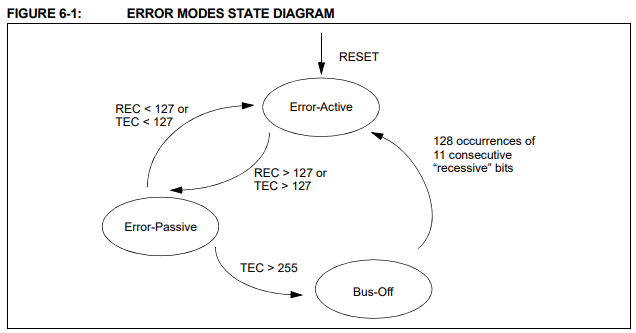 FIGURE 6-1: ERROR MODES STATE DIAGRAM
RESET
Error-Active
REC < 127 or
TEC < 127
128 occurrences of
11 consecutive
“recessive” bits
REC > 127 or
TEC > 127
Error-Passive
TEC > 255
Bus-Off